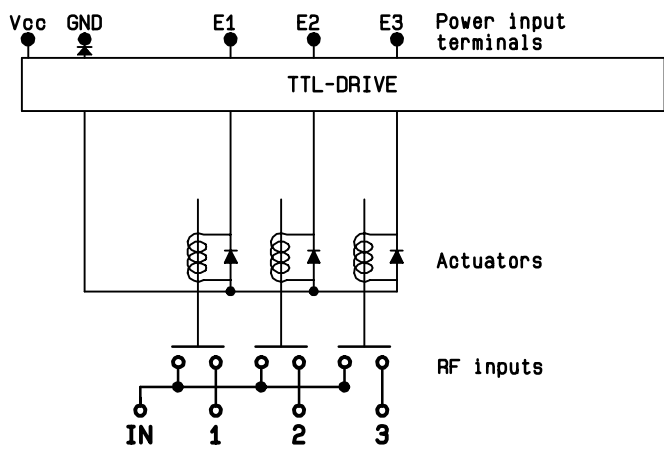 Vcc GND E1 E2 E3 Power input
terminals
TTL-DRIVE
Actuators
RF inputs
IN 1 2 3